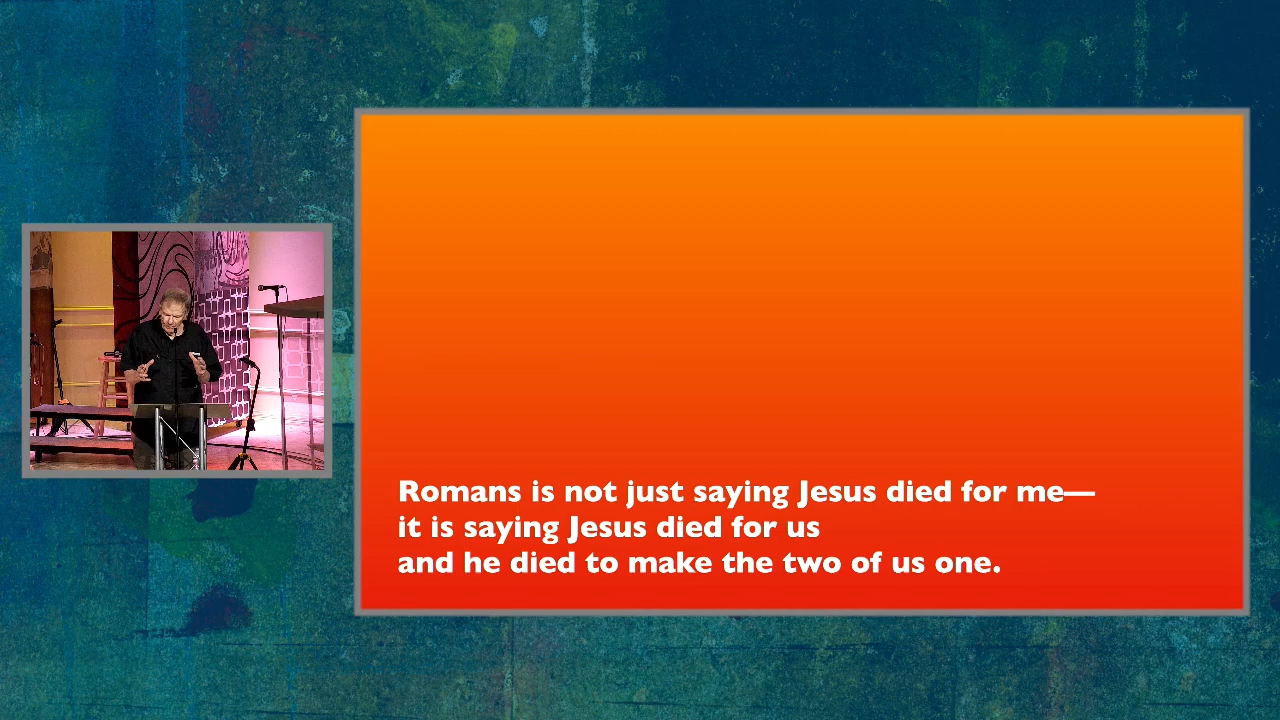 Romans is not just saying Jesus died for me—
it is saying Jesus died for us
and he died to make the two of us one.